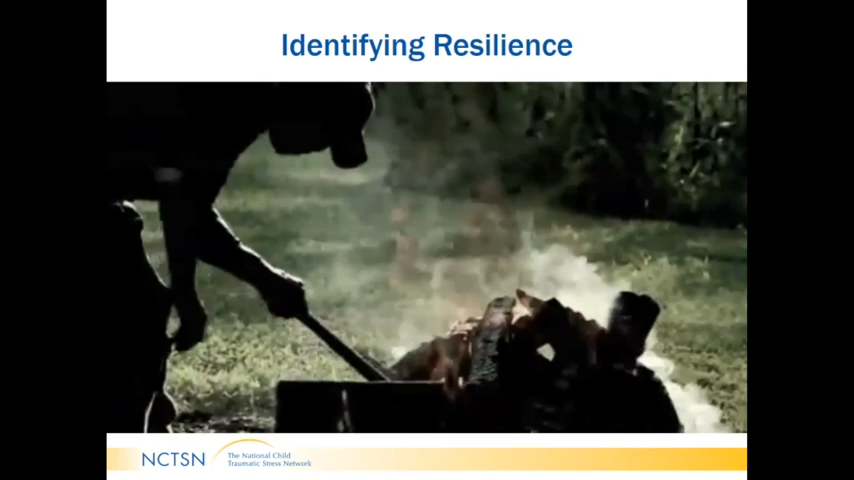 Identifying Resilience
NCTSN
The National Child
Traumatic Stress Network